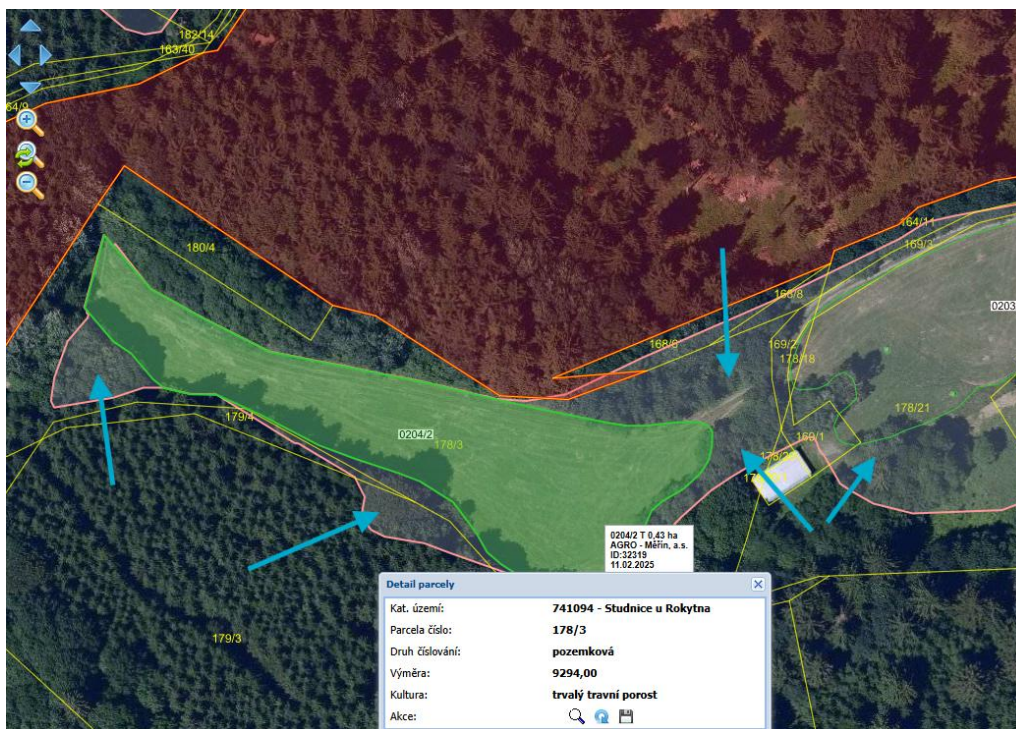 182/14
163/40
64/9
164/11
169/3
180/4
168/8
0203
168/6
169/2
178/18
178/21
179/4
0204/2
178/3
169/1
0204/2 T 0,43 ha
AGRO - Měřín, a.s.
ID:32319
11.02.2025
179/3
Detail parcely
Kat. území: 741094 - Studnice u Rokytna
Parcela číslo: 178/3
Druh číslování: pozemková
Výměra: 9294,00
Kultura: trvalý travní porost
Akce: